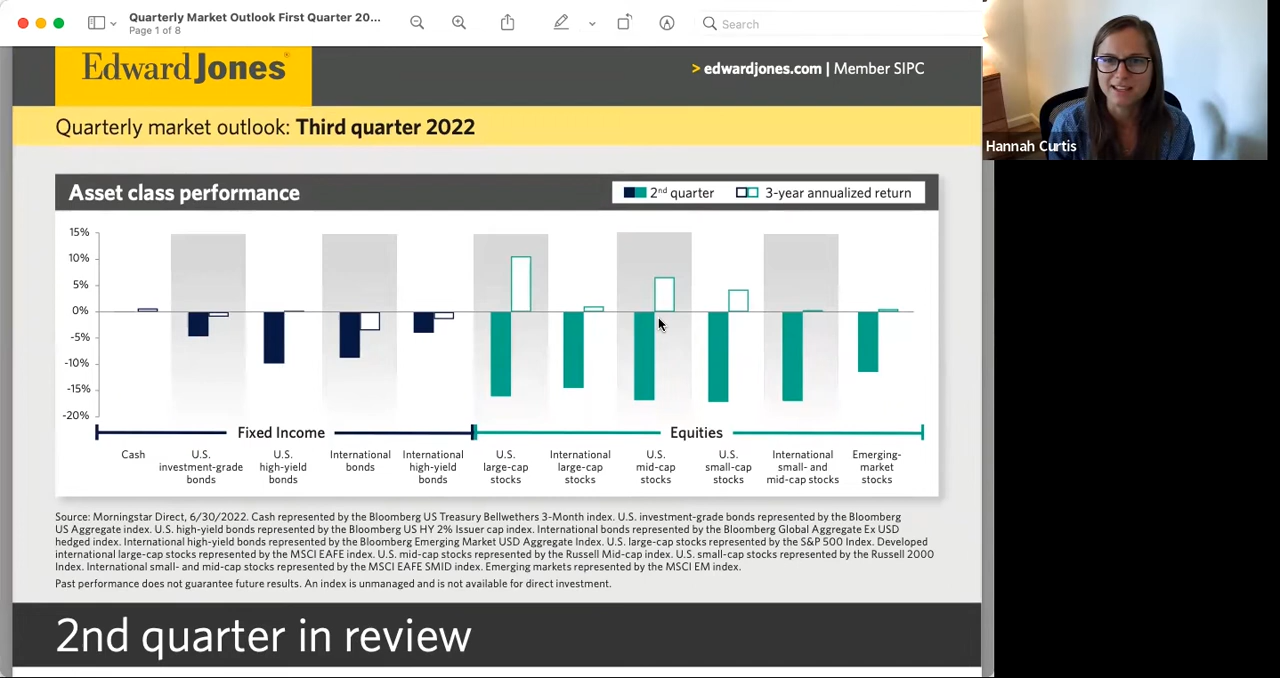 Quarterly Market Outlook First Quarter 20...
Page 1 of 8
Search
Edward Jones®
> edwardjones.com | Member SIPC
Quarterly market outlook: Third quarter 2022
Asset class performance
2nd quarter
3-year annualized return
15%
10%
5%
0%
-5%
-10%
-15%
-20%
Fixed Income
Equities
Cash
U.S. investment-grade bonds
U.S. high-yield bonds
International bonds
International high-yield bonds
U.S. large-cap stocks
International large-cap stocks
U.S. mid-cap stocks
U.S. small-cap stocks
International small- and mid-cap stocks
Emerging-market stocks
Source: Morningstar Direct, 6/30/2022. Cash represented by the Bloomberg US Treasury Bellwethers 3-Month index. U.S. investment-grade bonds represented by the Bloomberg
US Aggregate index. U.S. high-yield bonds represented by the Bloomberg US HY 2% Issuer cap index. International bonds represented by the Bloomberg Global Aggregate Ex USD
hedged index. International high-yield bonds represented by the Bloomberg Emerging Market USD Aggregate Index. U.S. large-cap stocks represented by the S&P 500 Index. Developed
international large-cap stocks represented by the MSCI EAFE index. U.S. mid-cap stocks represented by the Russell Mid-cap index. U.S. small-cap stocks represented by the Russell 2000
Index. International small- and mid-cap stocks represented by the MSCI EAFE SMID index. Emerging markets represented by the MSCI EM index.
Past performance does not guarantee future results. An index is unmanaged and is not available for direct investment.
2nd quarter in review
Hannah Curtis